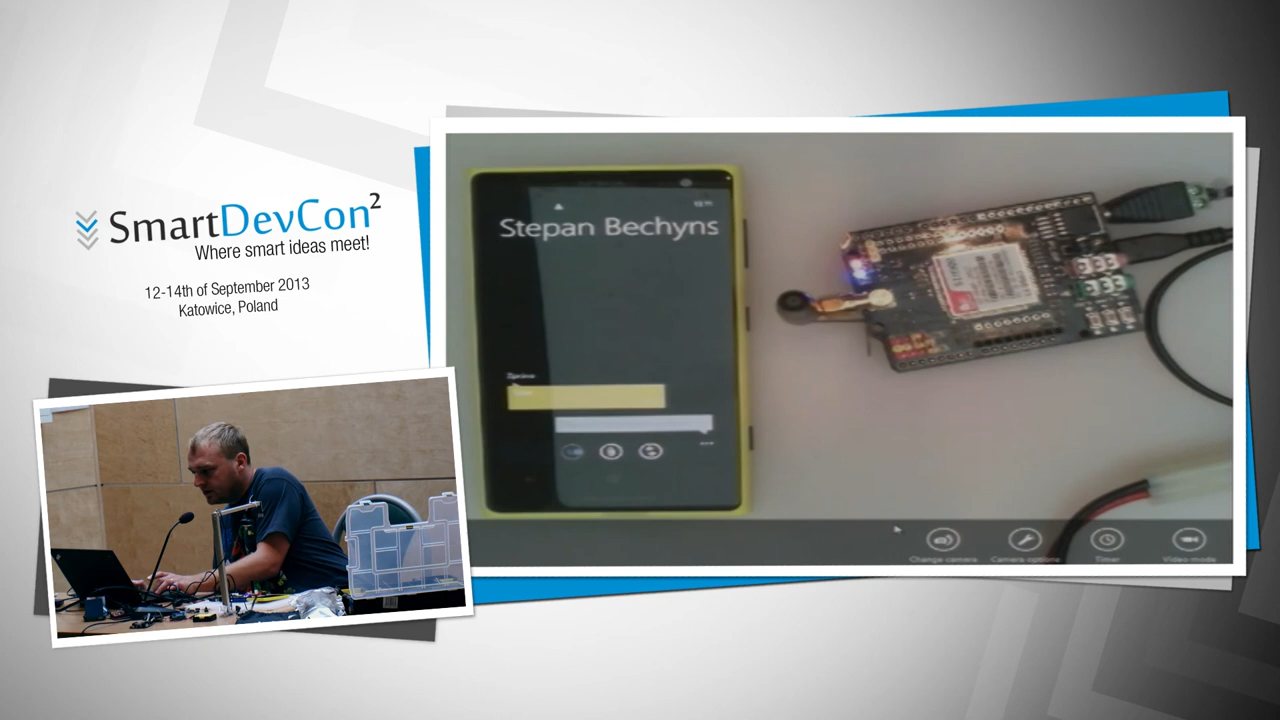 SmartDevCon²
Where smart ideas meet!
12-14th of September 2013
Katowice, Poland
Stepan Bechyns
Change camera
Camera options
Timer
Video mode